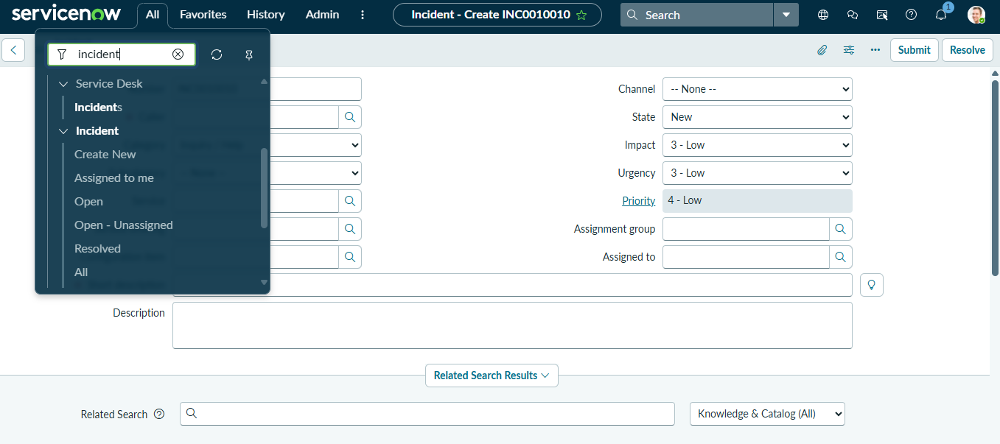 servicenow All Favorites History Admin Incident - Create INC0010010 Search 1
incident
Submit Resolve
Service Desk
Incidents
Incident
Create New
Assigned to me
Open
Open - Unassigned
Resolved
All
Channel -- None --
State New
Impact 3 - Low
Urgency 3 - Low
Priority 4 - Low
Assignment group
Assigned to
Description
Related Search Results
Related Search Knowledge & Catalog (All)